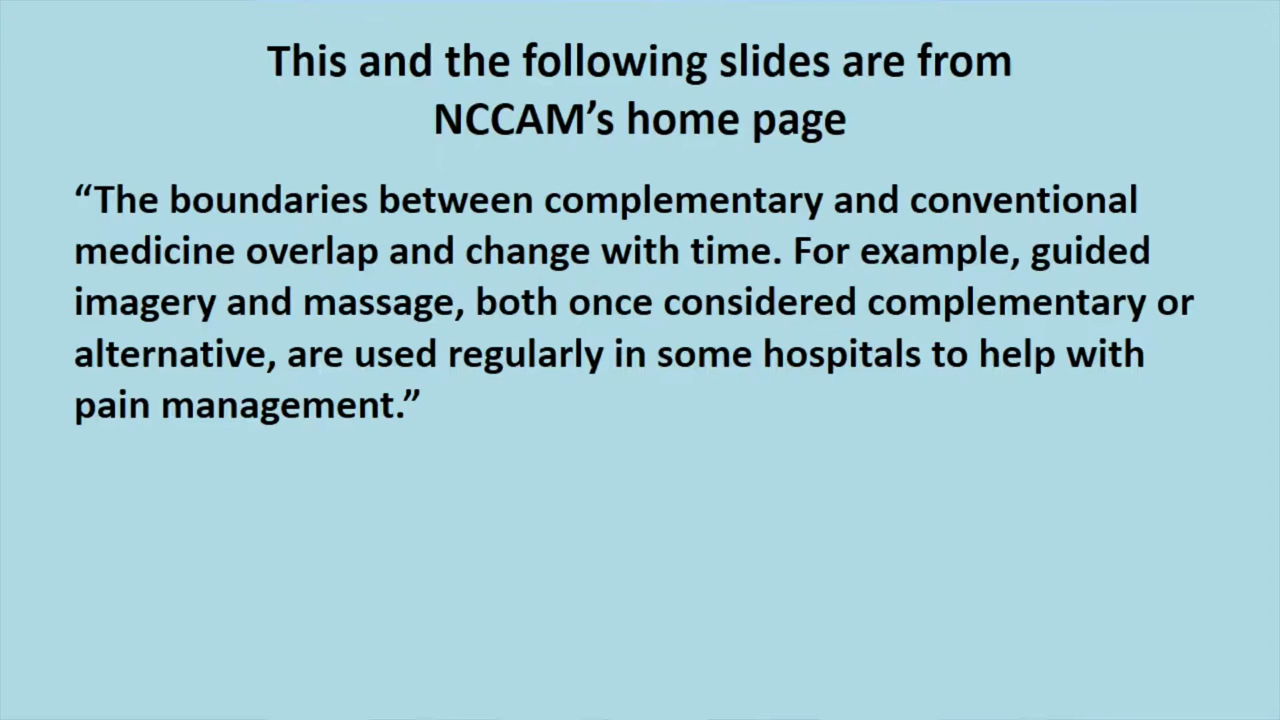 This and the following slides are from
NCCAM’s home page
“The boundaries between complementary and conventional
medicine overlap and change with time. For example, guided
imagery and massage, both once considered complementary or
alternative, are used regularly in some hospitals to help with
pain management.”